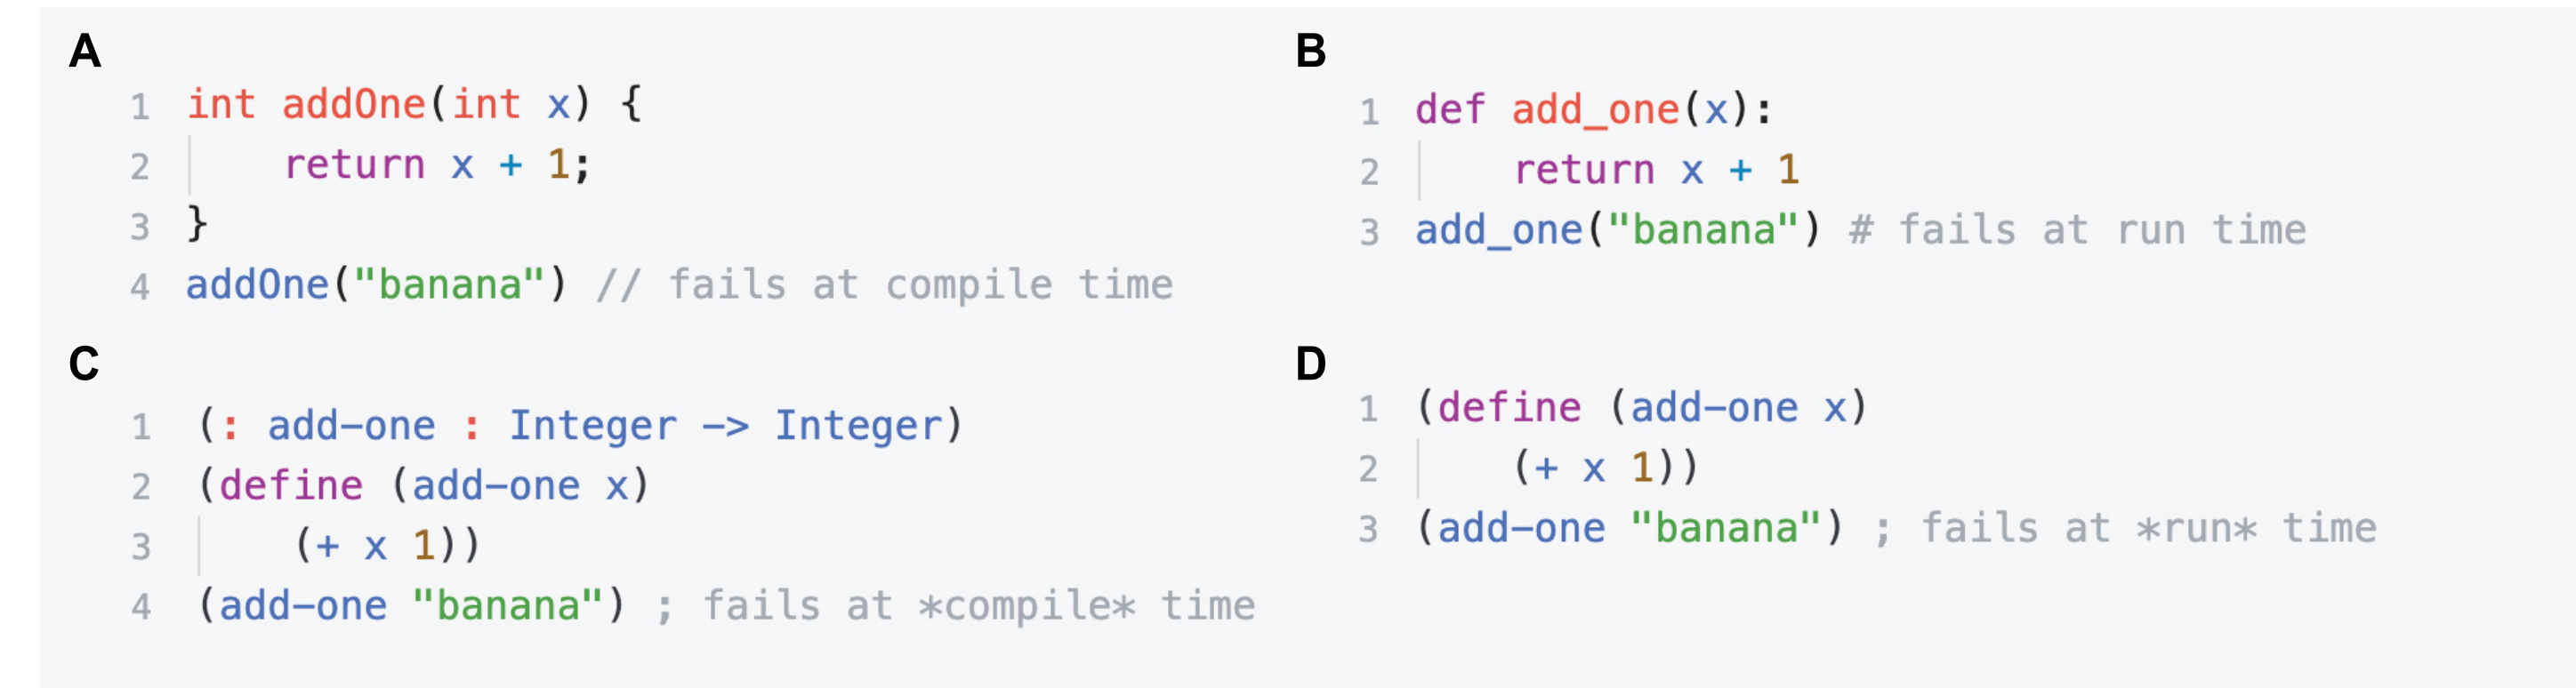 A
1 int addOne(int x) {
2     return x + 1;
3 }
4 addOne("banana") // fails at compile time
B
1 def add_one(x):
2     return x + 1
3 add_one("banana") # fails at run time
C
1 (: add-one : Integer -> Integer)
2 (define (add-one x)
3     (+ x 1))
4 (add-one "banana") ; fails at *compile* time
D
1 (define (add-one x)
2     (+ x 1))
3 (add-one "banana") ; fails at *run* time